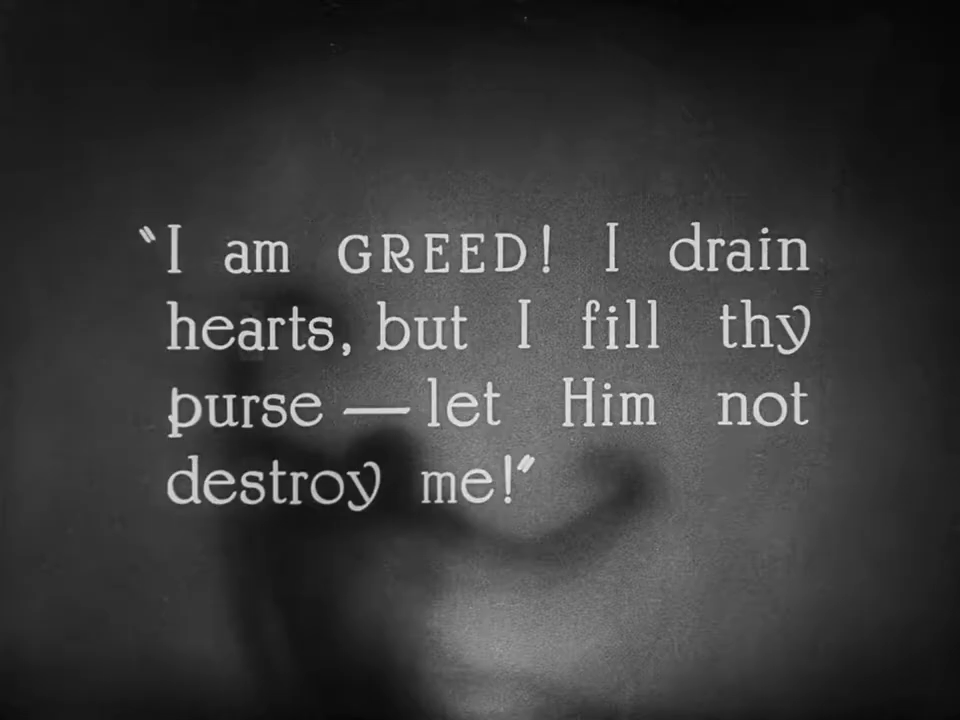 "I am GREED! I drain
hearts, but I fill thy
purse — let Him not
destroy me!"